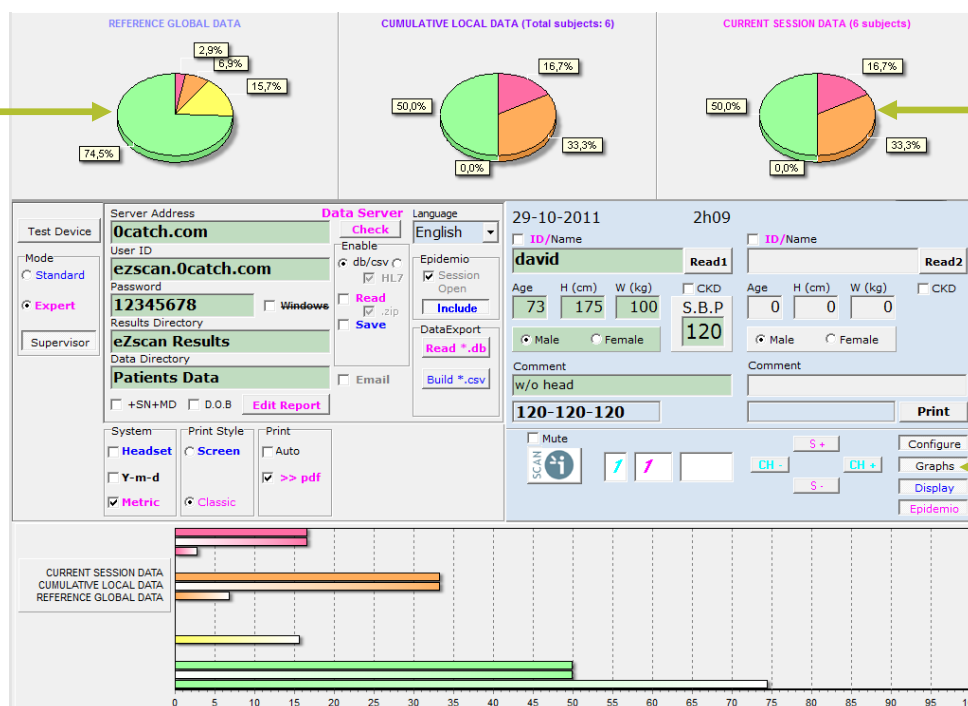 REFERENCE GLOBAL DATA
2,9%
6,9%
15,7%
74,5%
CUMULATIVE LOCAL DATA (Total subjects: 6)
16,7%
50,0%
33,3%
0,0%
CURRENT SESSION DATA (6 subjects)
16,7%
50,0%
33,3%
0,0%
Test Device
Mode
Standard
Expert
Supervisor
Server Address
0catch.com
User ID
ezscan.0catch.com
Password
12345678
Windows
Results Directory
eZscan Results
Data Directory
Patients Data
+SN+MD
D.O.B
Edit Report
Data Server
Check
Enable
db/csv
HL7
Read
.zip
Save
Email
Language
English
Epidemio
Session
Open
Include
DataExport
Read *.db
Build *.csv
System
Headset
Y-m-d
Metric
Print Style
Screen
Classic
Print
Auto
>> pdf
29-10-2011 2h09
ID/Name
david
Read1
Age H (cm) W (kg) CKD
73 175 100
S.B.P
120
Male Female
Comment
w/o head
120-120-120
ID/Name
Read2
Age H (cm) W (kg) CKD
0 0 0
Male Female
Comment
Print
Mute
SCAN
1 1
S +
CH - CH +
S -
Configure
Graphs
Display
Epidemio
CURRENT SESSION DATA
CUMULATIVE LOCAL DATA
REFERENCE GLOBAL DATA
0 5 10 15 20 25 30 35 40 45 50 55 60 65 70 75 80 85 90 95